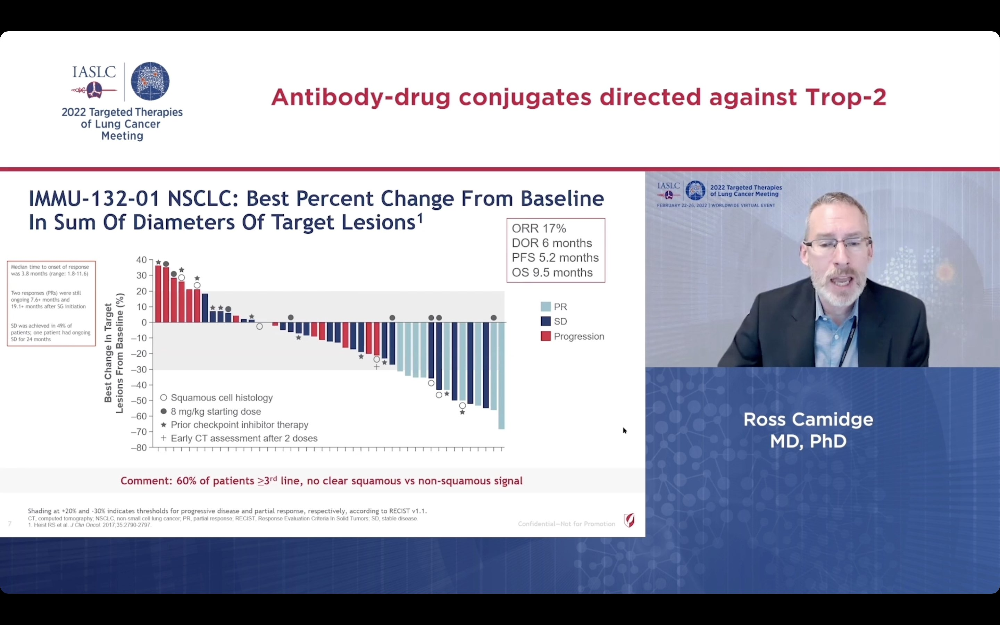 IASLC
2022 Targeted Therapies
of Lung Cancer
Meeting
Antibody-drug conjugates directed against Trop-2
IMMU-132-01 NSCLC: Best Percent Change From Baseline
In Sum Of Diameters Of Target Lesions¹
ORR 17%
DOR 6 months
PFS 5.2 months
OS 9.5 months
Median time to onset of response
was 3.8 months (range: 1.8-11.6)
Two responses (PRs) were still
ongoing 7.6+ months and
19.1+ months after SG initiation
SD was achieved in 49% of
patients; one patient had ongoing
SD for 24 months
Best Change In Target
Lesions From Baseline (%)
40
30
20
10
0
–10
–20
–30
–40
–50
–60
–70
–80
PR
SD
Progression
Squamous cell histology
8 mg/kg starting dose
Prior checkpoint inhibitor therapy
+ Early CT assessment after 2 doses
Comment: 60% of patients ≥3rd line, no clear squamous vs non-squamous signal
Shading at +20% and -30% indicates thresholds for progressive disease and partial response, respectively, according to RECIST v1.1.
CT, computed tomography; NSCLC, non-small cell lung cancer; PR, partial response; RECIST, Response Evaluation Criteria In Solid Tumors; SD, stable disease.
1. Heist RS et al. J Clin Oncol. 2017;35:2790-2797.
7
Confidential—Not for Promotion
IASLC
2022 Targeted Therapies
of Lung Cancer Meeting
FEBRUARY 22-26, 2022 | WORLDWIDE VIRTUAL EVENT
Ross Camidge
MD, PhD